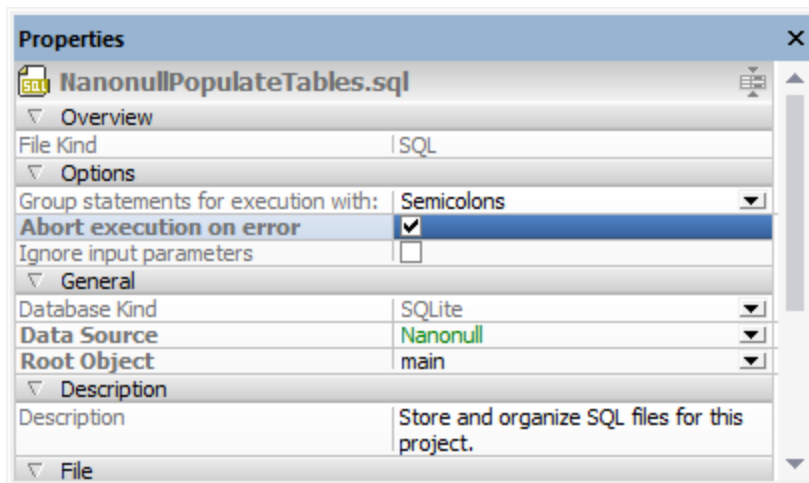 Properties
NanonullPopulateTables.sql
Overview
File Kind SQL
Options
Group statements for execution with: Semicolons
Abort execution on error
Ignore input parameters
General
Database Kind SQLite
Data Source Nanonull
Root Object main
Description
Description Store and organize SQL files for this
project.
File